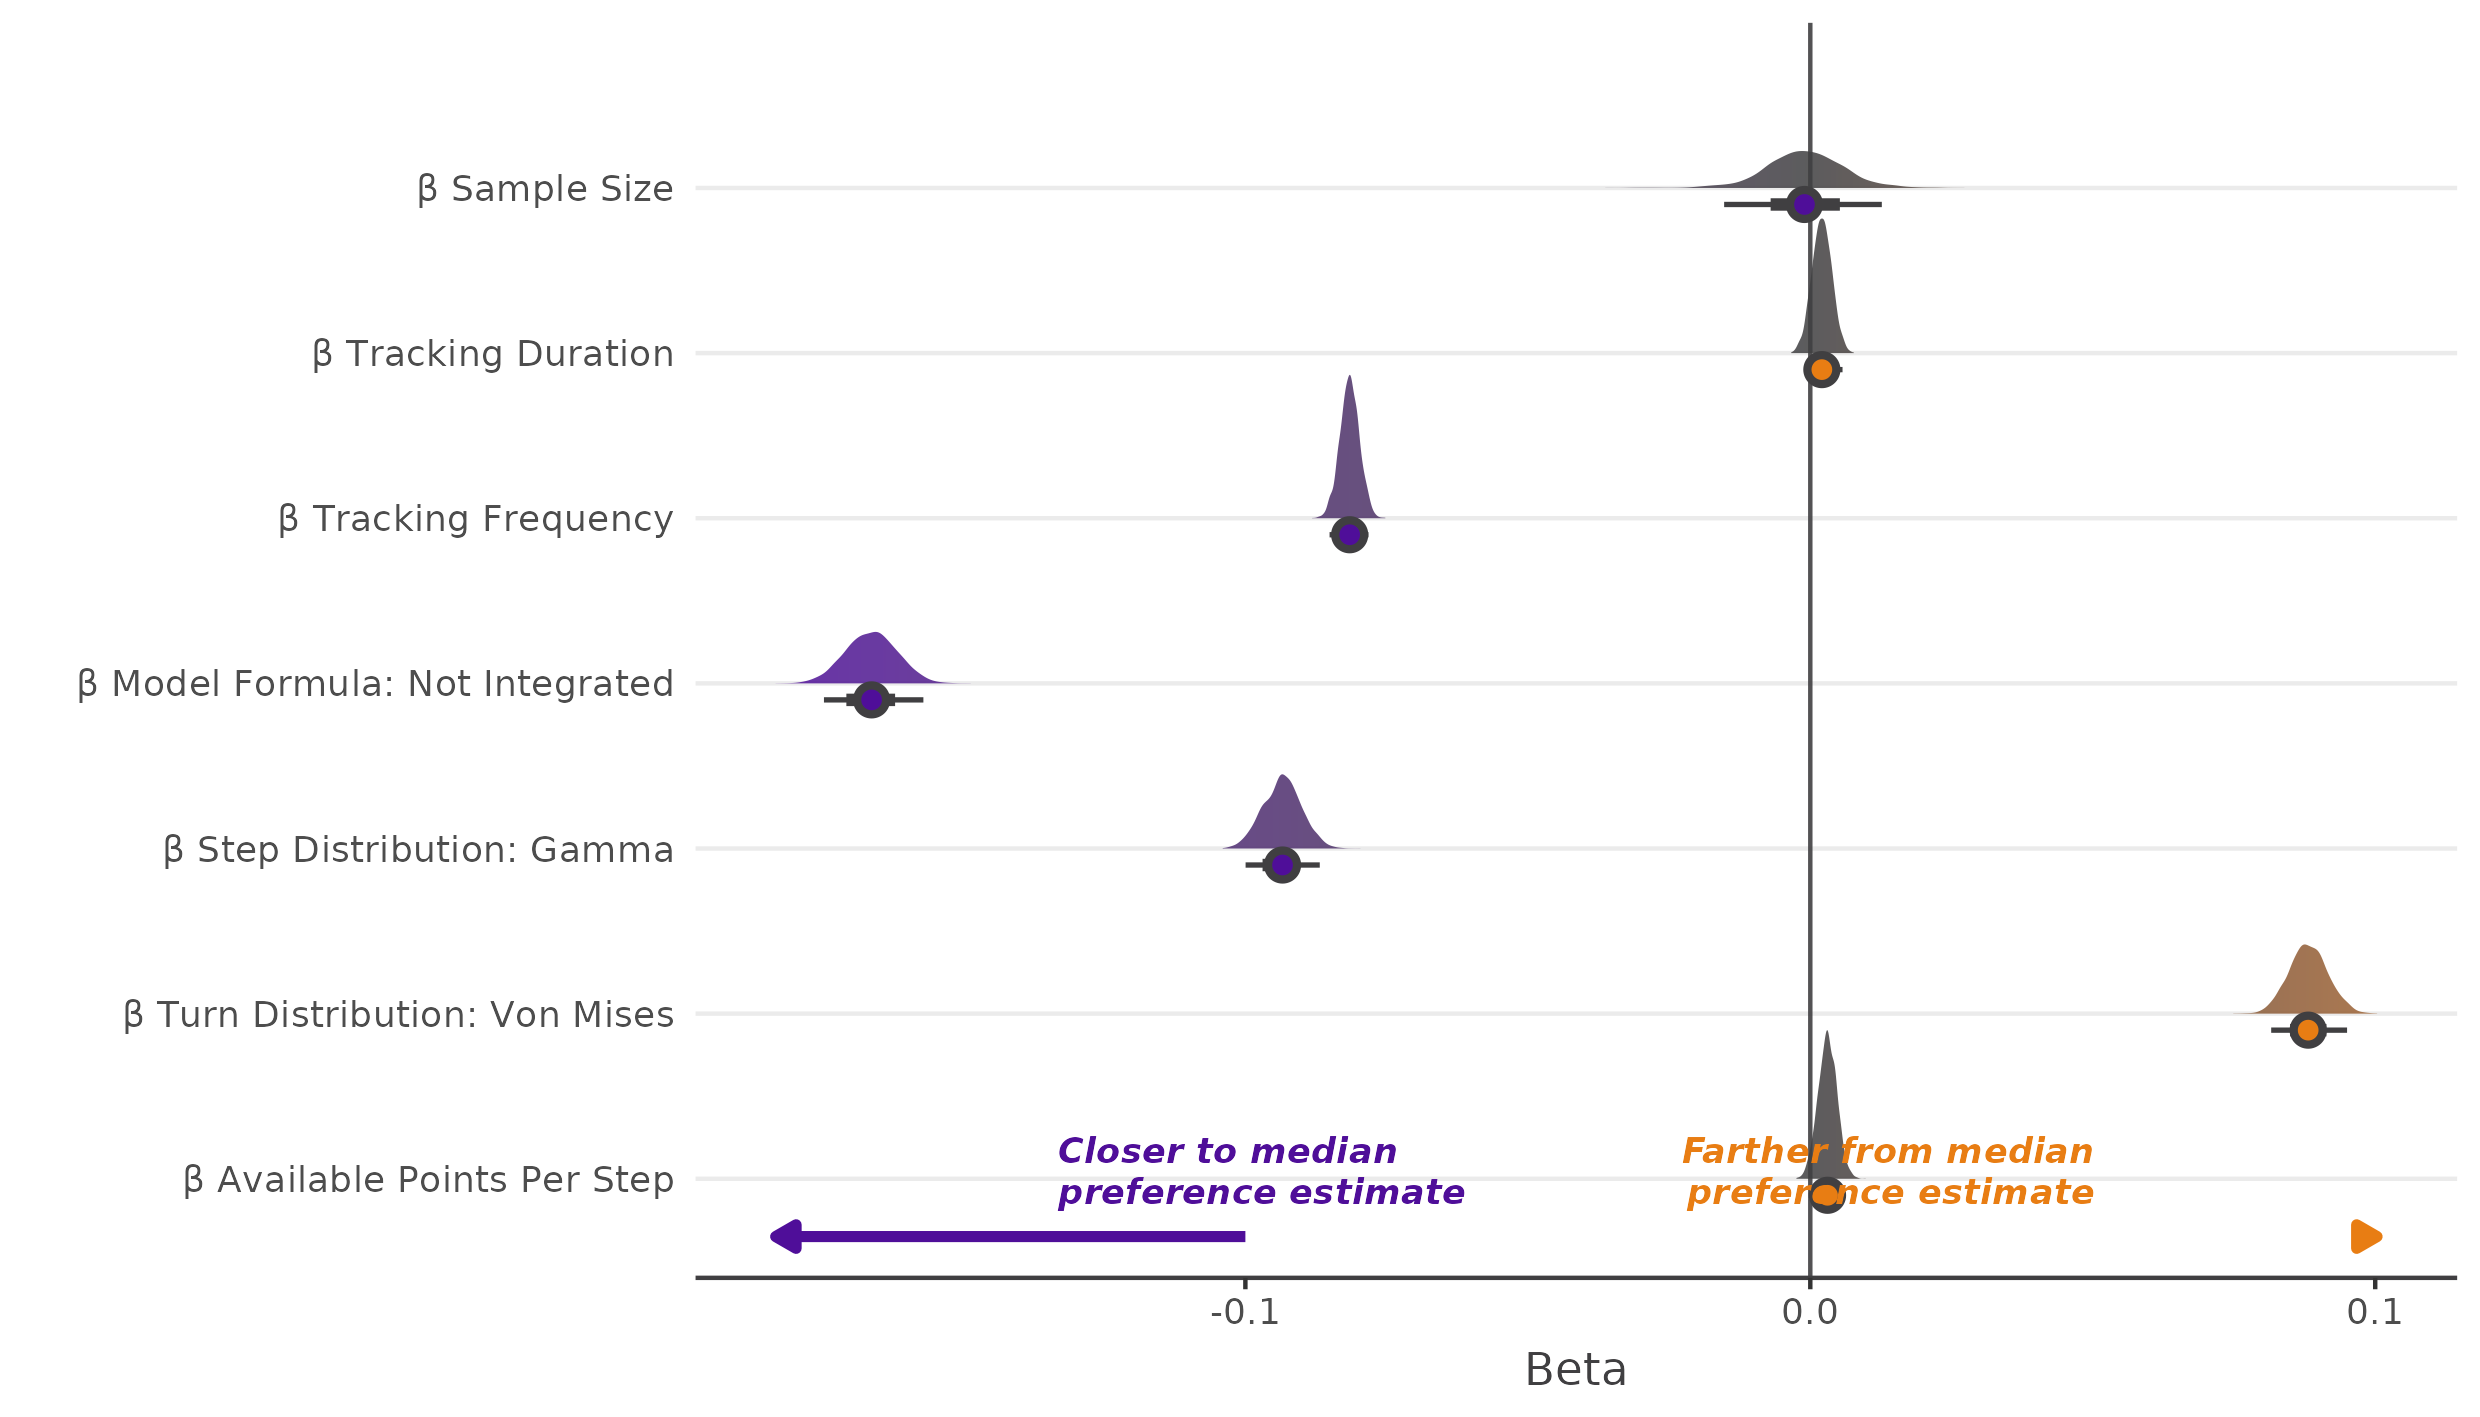 β Sample Size
β Tracking Duration
β Tracking Frequency
β Model Formula: Not Integrated
β Step Distribution: Gamma
β Turn Distribution: Von Mises
β Available Points Per Step
Closer to median
preference estimate
Farther from median
preference estimate
-0.1
0.0
0.1
Beta